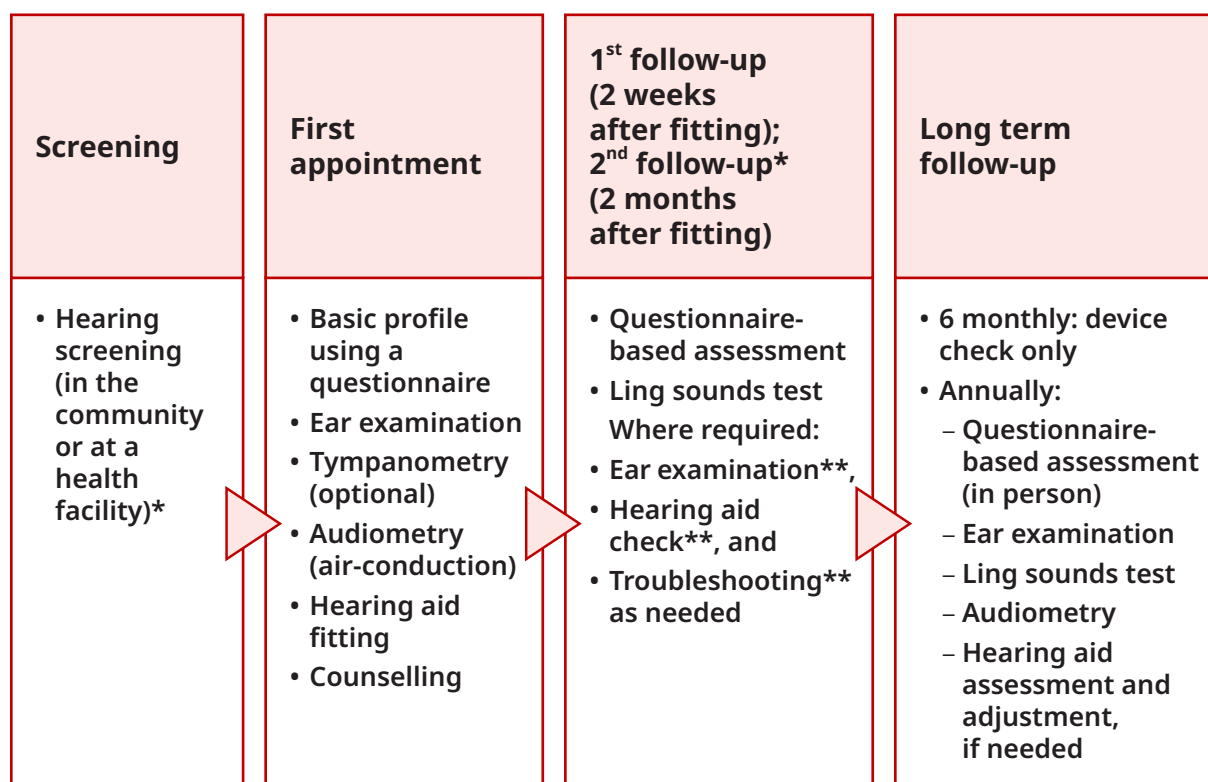 Screening
• Hearing
screening
(in the
community
or at a
health
facility)*
First
appointment
• Basic profile
using a
questionnaire
• Ear examination
• Tympanometry
(optional)
• Audiometry
(air-conduction)
• Hearing aid
fitting
• Counselling
1st follow-up
(2 weeks
after fitting);
2nd follow-up*
(2 months
after fitting)
• Questionnaire-
based assessment
• Ling sounds test
Where required:
• Ear examination**,
• Hearing aid
check**, and
• Troubleshooting**
as needed
Long term
follow-up
• 6 monthly: device
check only
• Annually:
– Questionnaire-
based assessment
(in person)
– Ear examination
– Ling sounds test
– Audiometry
– Hearing aid
assessment and
adjustment,
if needed